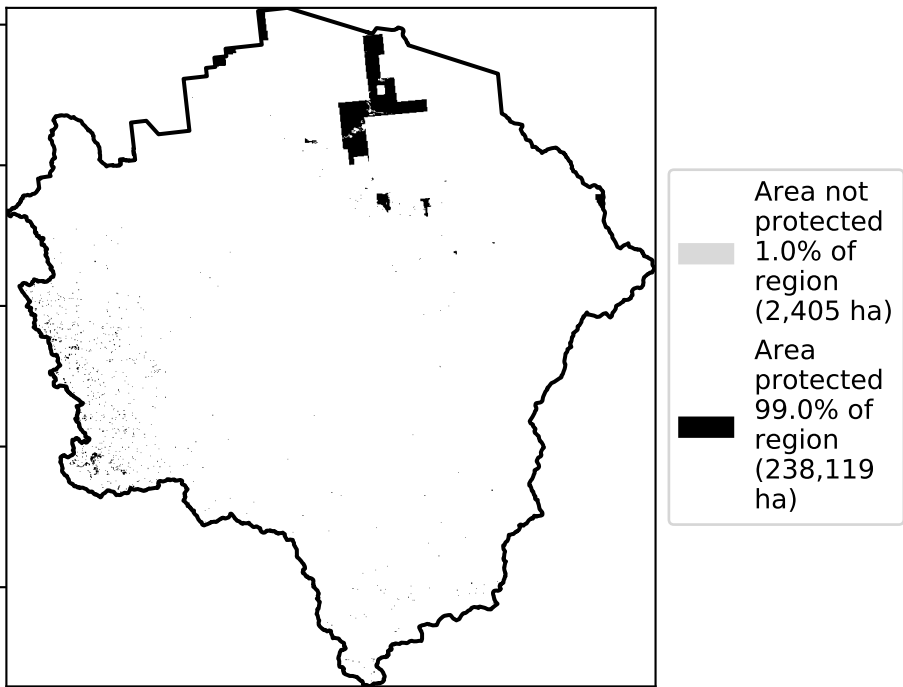 Area not
protected
1.0% of
region
(2,405 ha)
Area
protected
99.0% of
region
(238,119
ha)